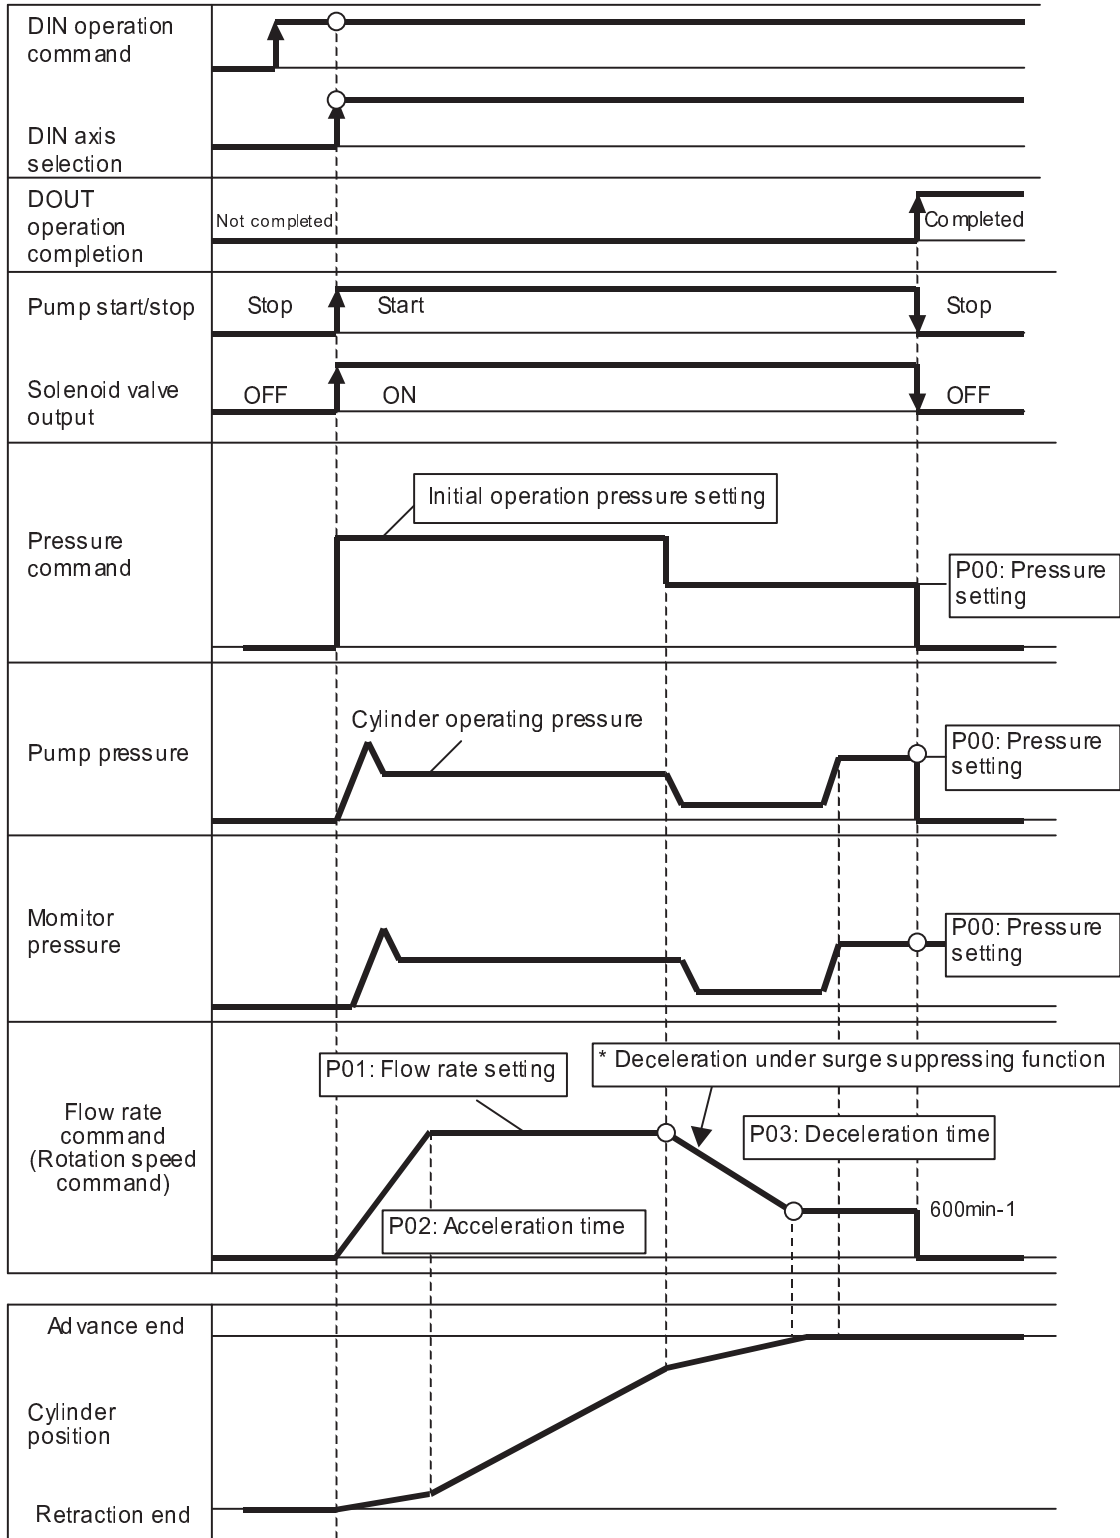 DIN operation
command
DIN axis
selection
DOUT
operation
completion
Not completed
Completed
Pump start/stop
Stop
Start
Stop
Solenoid valve
output
OFF
ON
OFF
Pressure
command
Initial operation pressure setting
P00: Pressure
setting
Pump pressure
Cylinder operating pressure
P00: Pressure
setting
Momitor
pressure
P00: Pressure
setting
Flow rate
command
(Rotation speed
command)
P01: Flow rate setting
* Deceleration under surge suppressing function
P03: Deceleration time
P02: Acceleration time
600min-1
Advance end
Cylinder
position
Retraction end